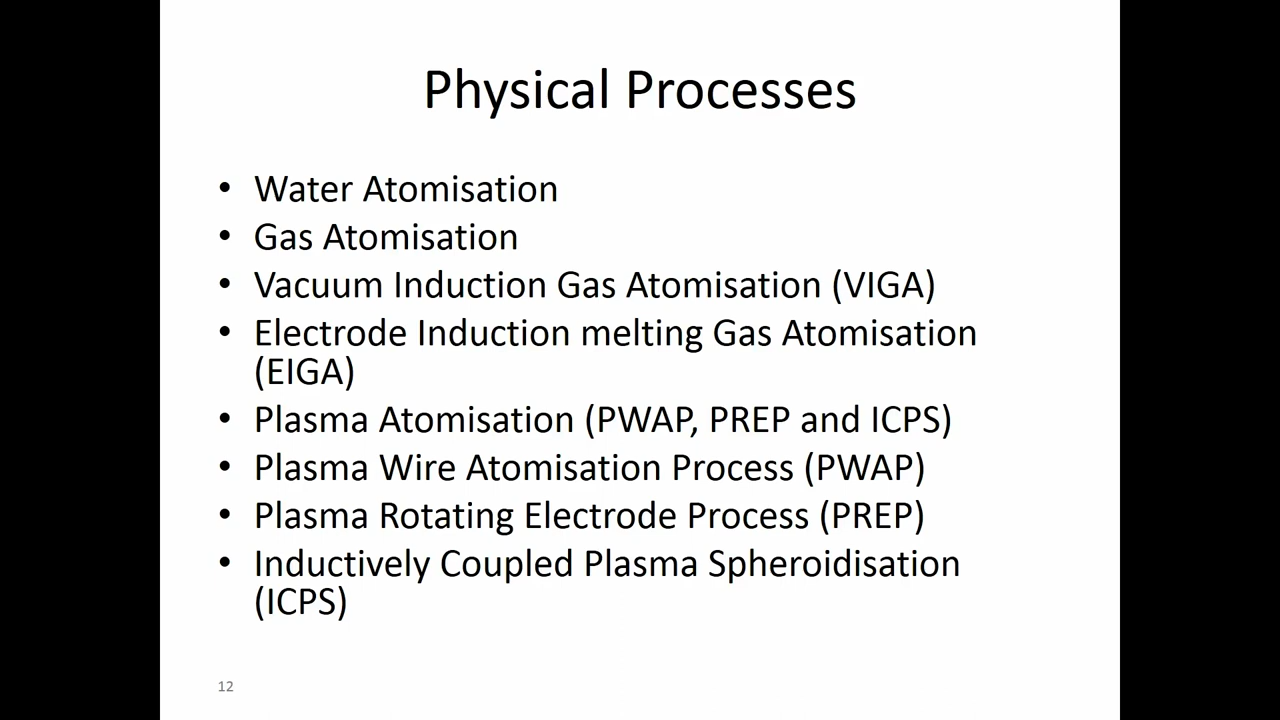 Physical Processes
• Water Atomisation
• Gas Atomisation
• Vacuum Induction Gas Atomisation (VIGA)
• Electrode Induction melting Gas Atomisation
(EIGA)
• Plasma Atomisation (PWAP, PREP and ICPS)
• Plasma Wire Atomisation Process (PWAP)
• Plasma Rotating Electrode Process (PREP)
• Inductively Coupled Plasma Spheroidisation
(ICPS)
12